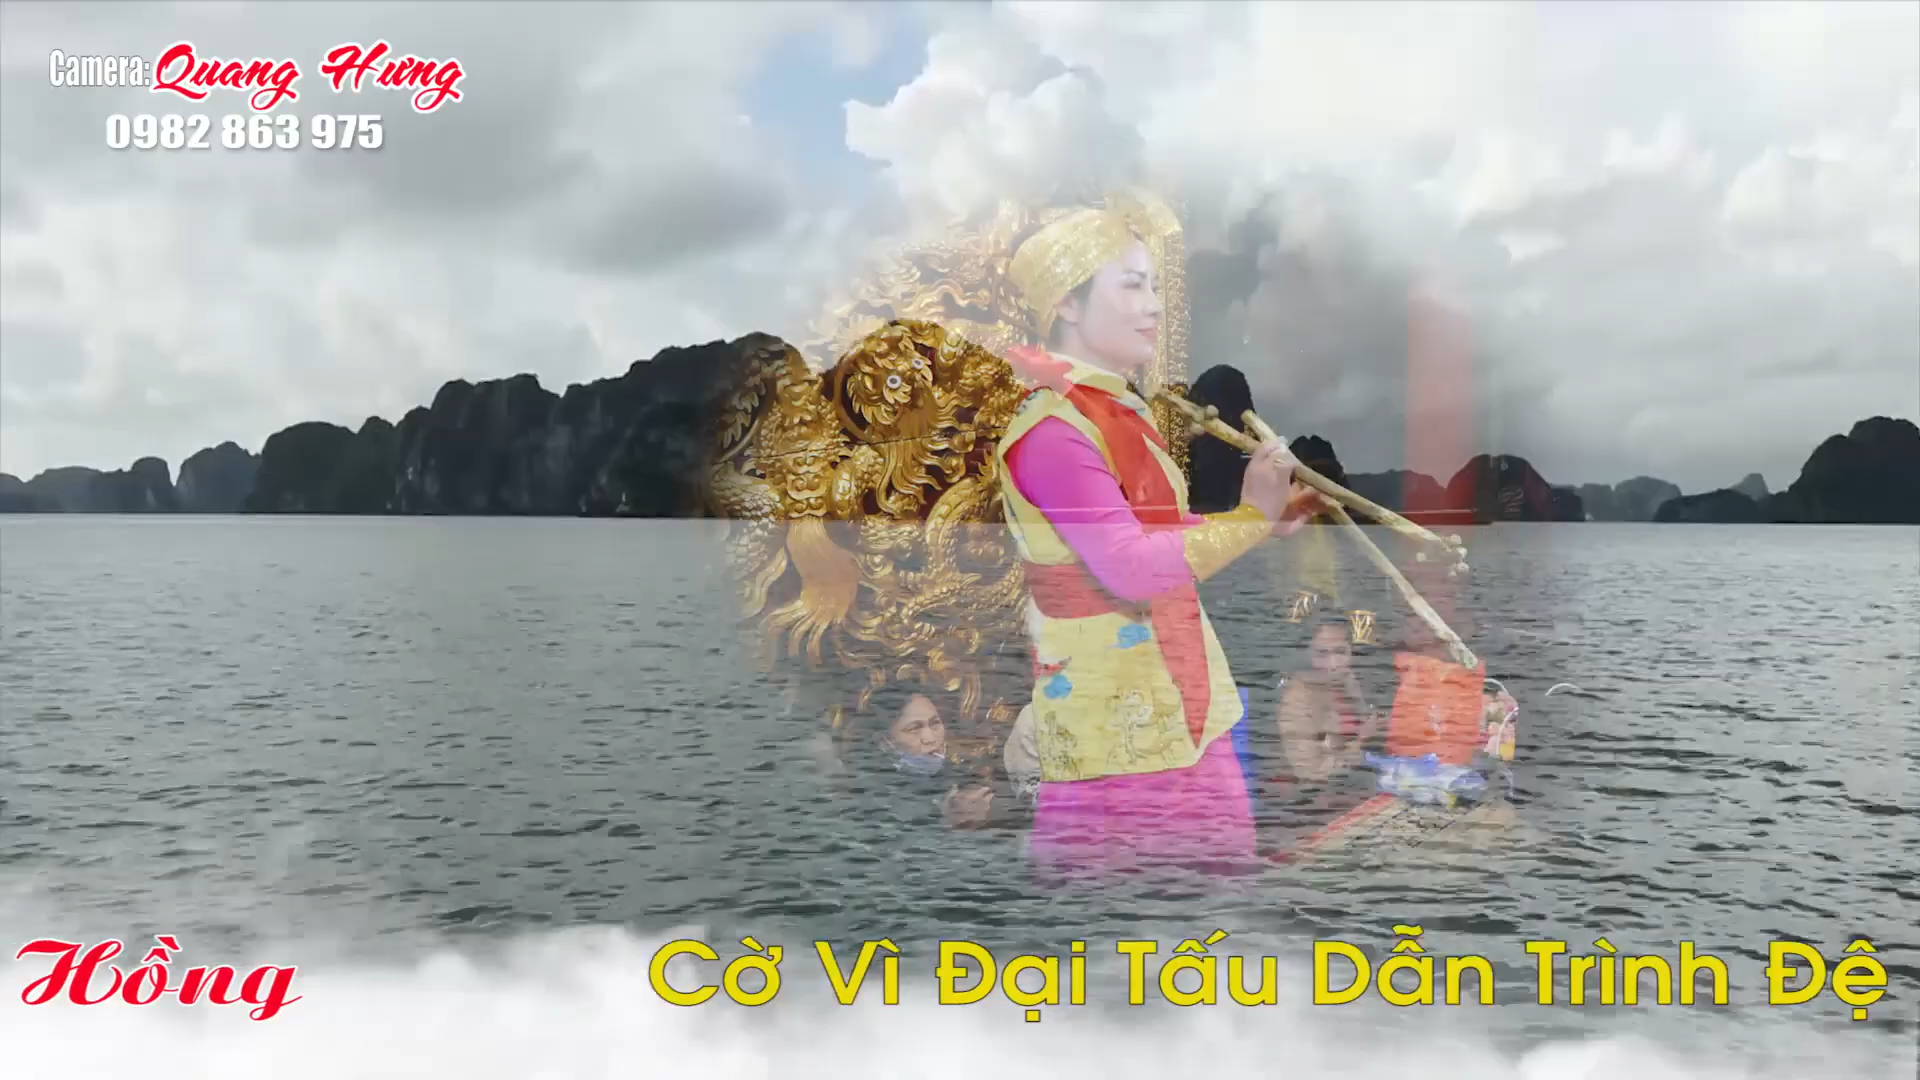 Camera: Quang Hưng
0982 863 975
Hồng
Cờ Vì Đại Tấu Dẫn Trình Đệ